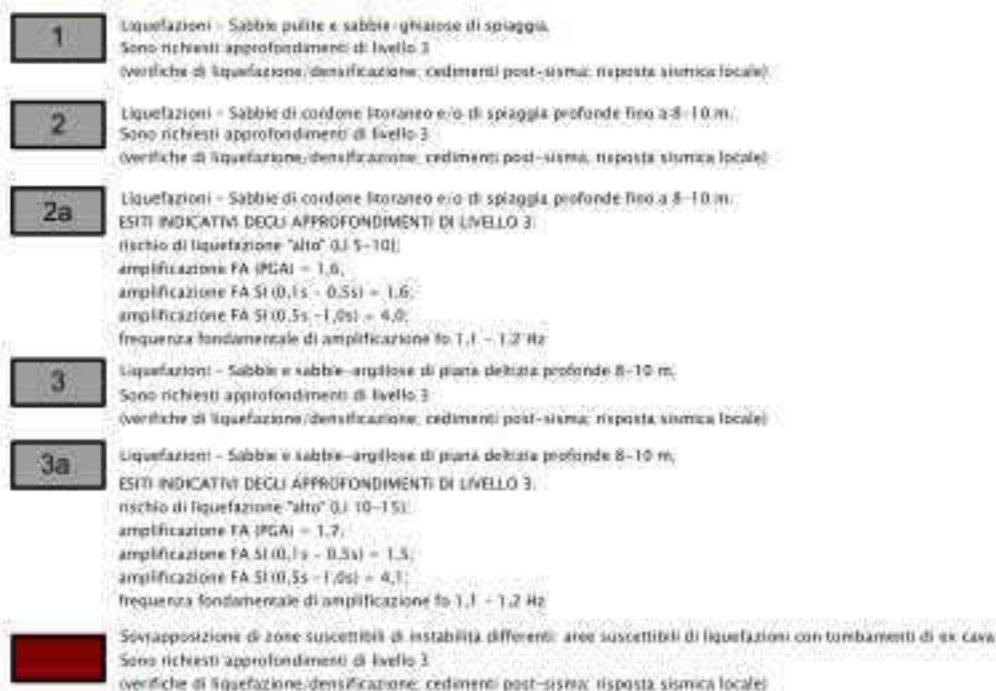 1
Liquefazioni - Sabbie pulite e sabbie-ghiaiose di spiaggia.
Sono richiesti approfondimenti di livello 3
(verifiche di liquefazione/densificazione; cedimenti post-sisma; risposta sismica locale)
2
Liquefazioni - Sabbie di cordone litoraneo e/o di spiaggia profonde fino a 8-10 m.
Sono richiesti approfondimenti di livello 3
(verifiche di liquefazione/densificazione; cedimenti post-sisma, risposta sismica locale)
2a
Liquefazioni - Sabbie di cordone litoraneo e/o di spiaggia profonde fino a 8-10 m.
ESITI INDICATIVI DEGLI APPROFONDIMENTI DI LIVELLO 3:
rischio di liquefazione "alto" (LI 5-10);
amplificazione FA (PGA) = 1,6;
amplificazione FA SI (0,1s - 0,5s) = 1,6;
amplificazione FA SI (0,5s -1,0s) = 4,0;
frequenza fondamentale di amplificazione fo 1,1 - 1,2 Hz
3
Liquefazioni - Sabbie e sabbie-argillose di piana deltizia profonde 8-10 m.
Sono richiesti approfondimenti di livello 3
(verifiche di liquefazione/densificazione; cedimenti post-sisma; risposta sismica locale)
3a
Liquefazioni - Sabbie e sabbie-argillose di piana deltizia profonde 8-10 m.
ESITI INDICATIVI DEGLI APPROFONDIMENTI DI LIVELLO 3:
rischio di liquefazione "alto" (LI 10-15);
amplificazione FA (PGA) = 1,7;
amplificazione FA SI (0,1s - 0,5s) = 1,5;
amplificazione FA SI (0,5s -1,0s) = 4,1;
frequenza fondamentale di amplificazione fo 1,1 - 1,2 Hz
Sovrapposizione di zone suscettibili di instabilità differenti: aree suscettibili di liquefazioni con tombamenti di ex cava
Sono richiesti approfondimenti di livello 3
(verifiche di liquefazione/densificazione; cedimenti post-sisma; risposta sismica locale)